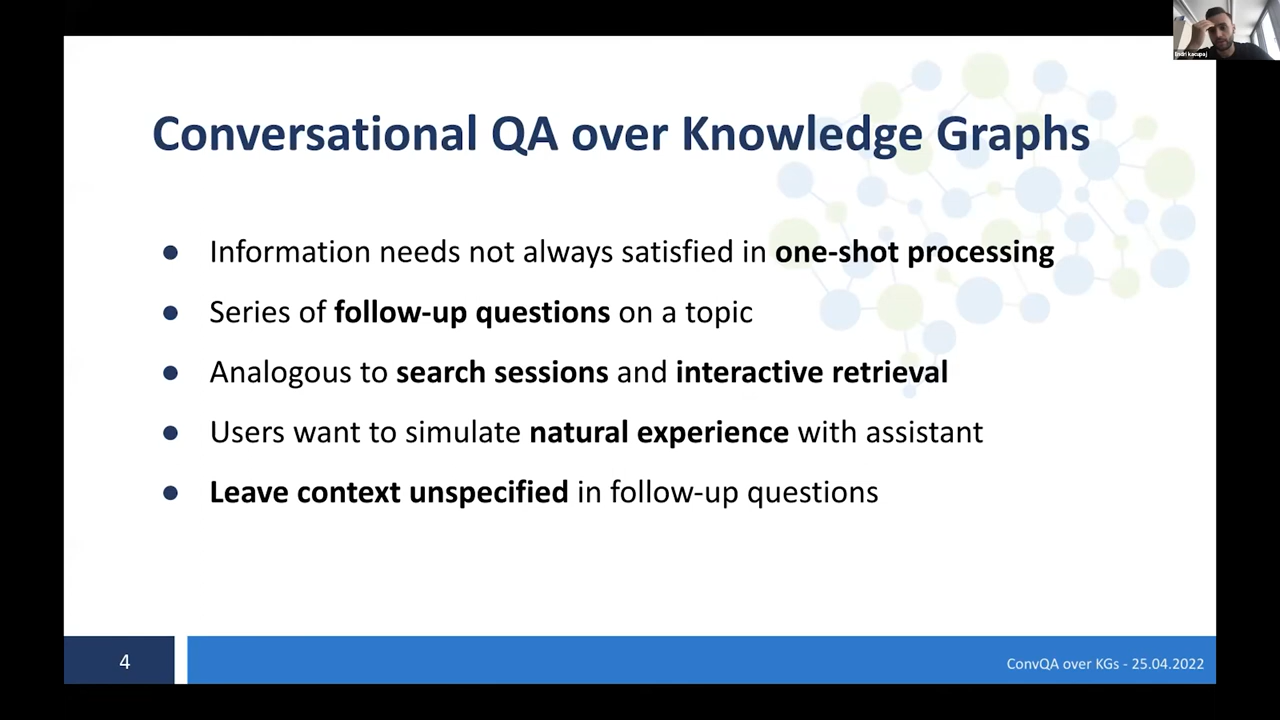 Endri kacupaj
Conversational QA over Knowledge Graphs
● Information needs not always satisfied in one-shot processing
● Series of follow-up questions on a topic
● Analogous to search sessions and interactive retrieval
● Users want to simulate natural experience with assistant
● Leave context unspecified in follow-up questions
4
ConvQA over KGs - 25.04.2022